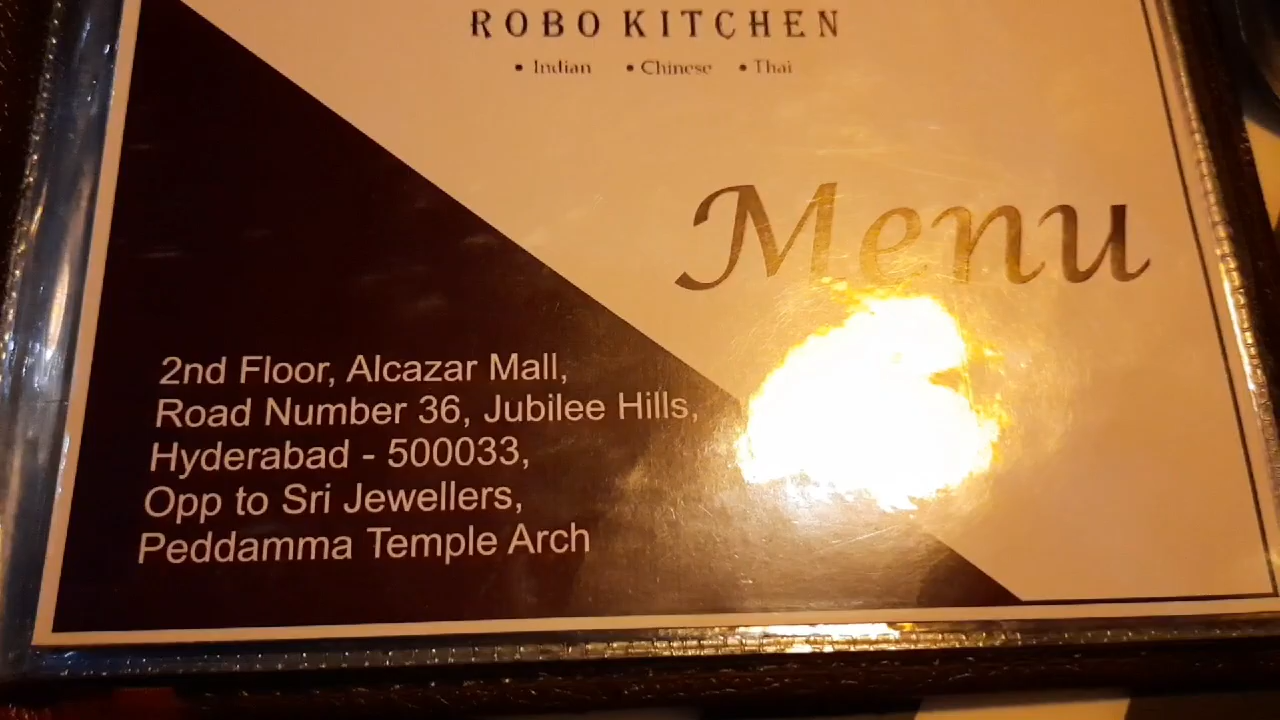 ROBO KITCHEN
• Indian • Chinese • Thai
Menu
2nd Floor, Alcazar Mall,
Road Number 36, Jubilee Hills,
Hyderabad - 500033,
Opp to Sri Jewellers,
Peddamma Temple Arch